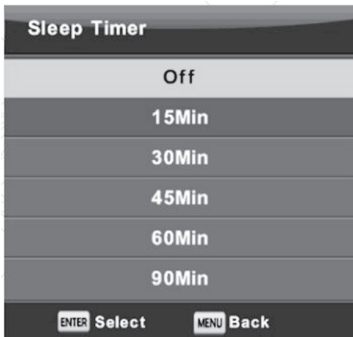 Sleep Timer
Off
15Min
30Min
45Min
60Min
90Min
ENTER Select MENU Back